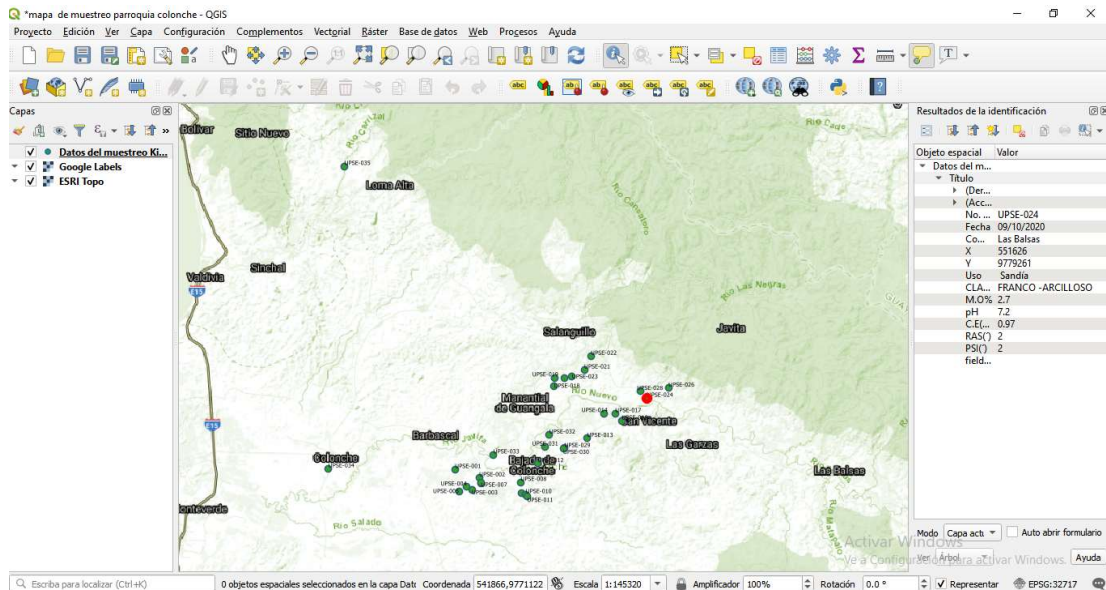 *mapa de muestreo parroquia colonche - QGIS
Proyecto Edición Ver Capa Configuración Complementos Vectorial Ráster Base de datos Web Procesos Ayuda
Capas
Datos del muestreo Ki...
Google Labels
ESRI Topo
Bolivar
Sitio Nuevo
UPSE-035
Loma Alta
Rio Cansatero
Valdivia
Sinchal
E15
Rio Las Negras
Salanguillo
Javita
UPSE-022
UPSE-021
UPSE-023
UPSE-018
UPSE-028
UPSE-026
UPSE-024
Manantial
de Guangala
Rio Nuevo
UPSE-017
San Vicente
E15
Barbascal
Rio Javita
UPSE-032
UPSE-013
Las Garzas
UPSE-031
UPSE-029
UPSE-030
UPSE-033
Colonche
UPSE-034
Bajada de
Colonche
Las Balsas
UPSE-001
UPSE-002
UPSE-007
UPSE-008
UPSE-003
UPSE-010
UPSE-011
Monteverde
Rio Salado
Resultados de la identificación
Objeto espacial Valor
Datos del m...
Título
(Der...
(Acc...
No. ... UPSE-024
Fecha 09/10/2020
Co... Las Balsas
X 551626
Y 9779261
Uso Sandía
CLA... FRANCO -ARCILLOSO
M.O% 2.7
pH 7.2
C.E(... 0.97
RAS(¨) 2
PSI(¨) 2
field...
Modo Capa actu Auto abrir formulario
Ver Árbol Ayuda
Activar Windows
Ve a Configuración para activar Windows.
Escriba para localizar (Ctrl+K) 0 objetos espaciales seleccionados en la capa Dat Coordenada 541866,9771122 Escala 1:145320 Amplificador 100% Rotación 0.0 ° Representar EPSG:32717